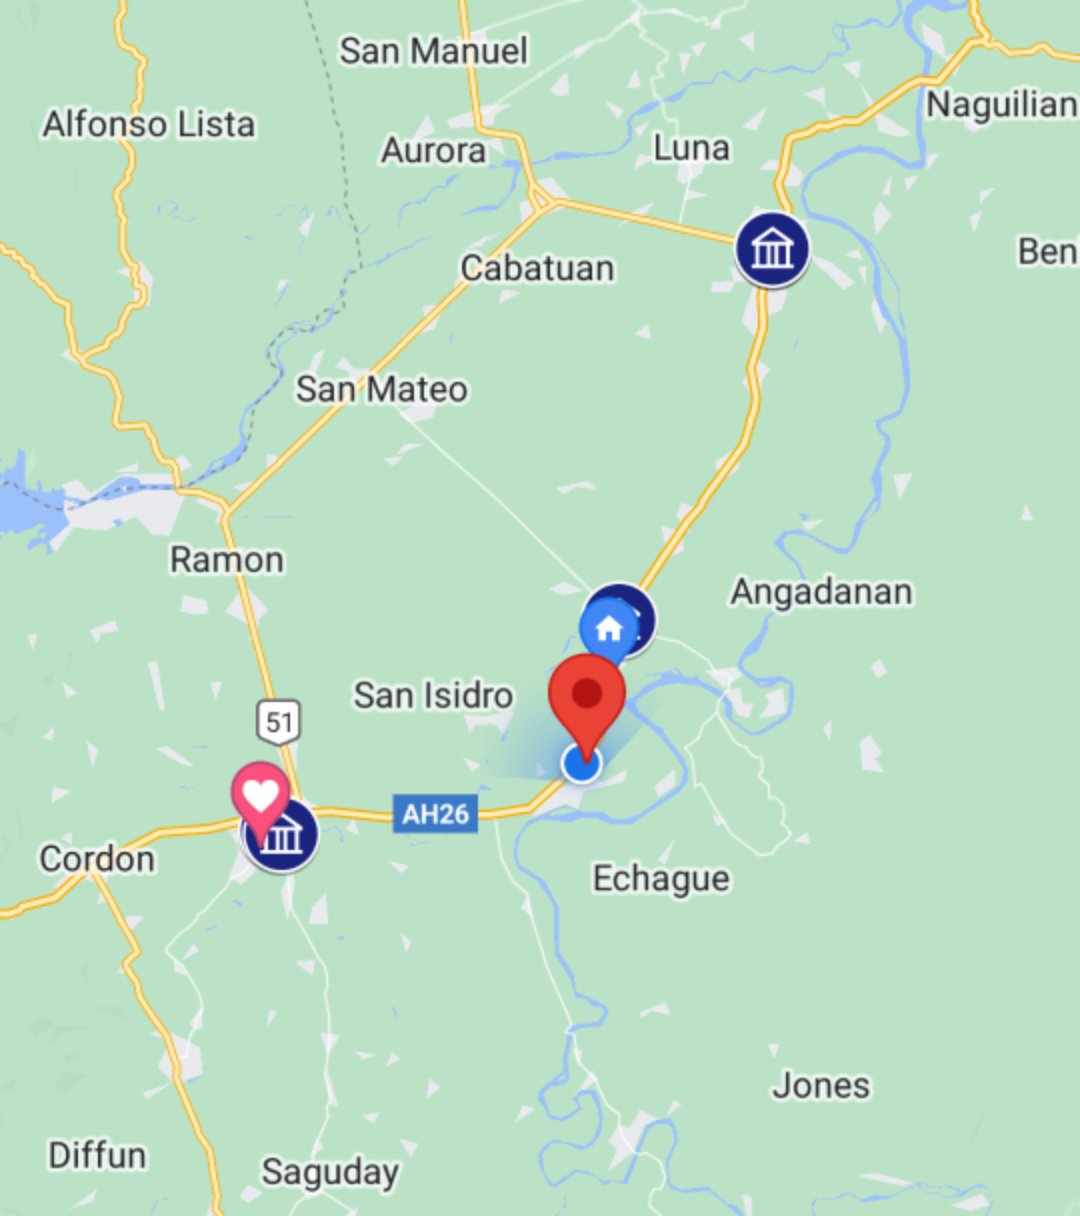 San Manuel
Naguilian
Alfonso Lista
Aurora
Luna
Ben
Cabatuan
San Mateo
Ramon
Angadanan
San Isidro
51
AH26
Cordon
Echague
Jones
Diffun
Saguday